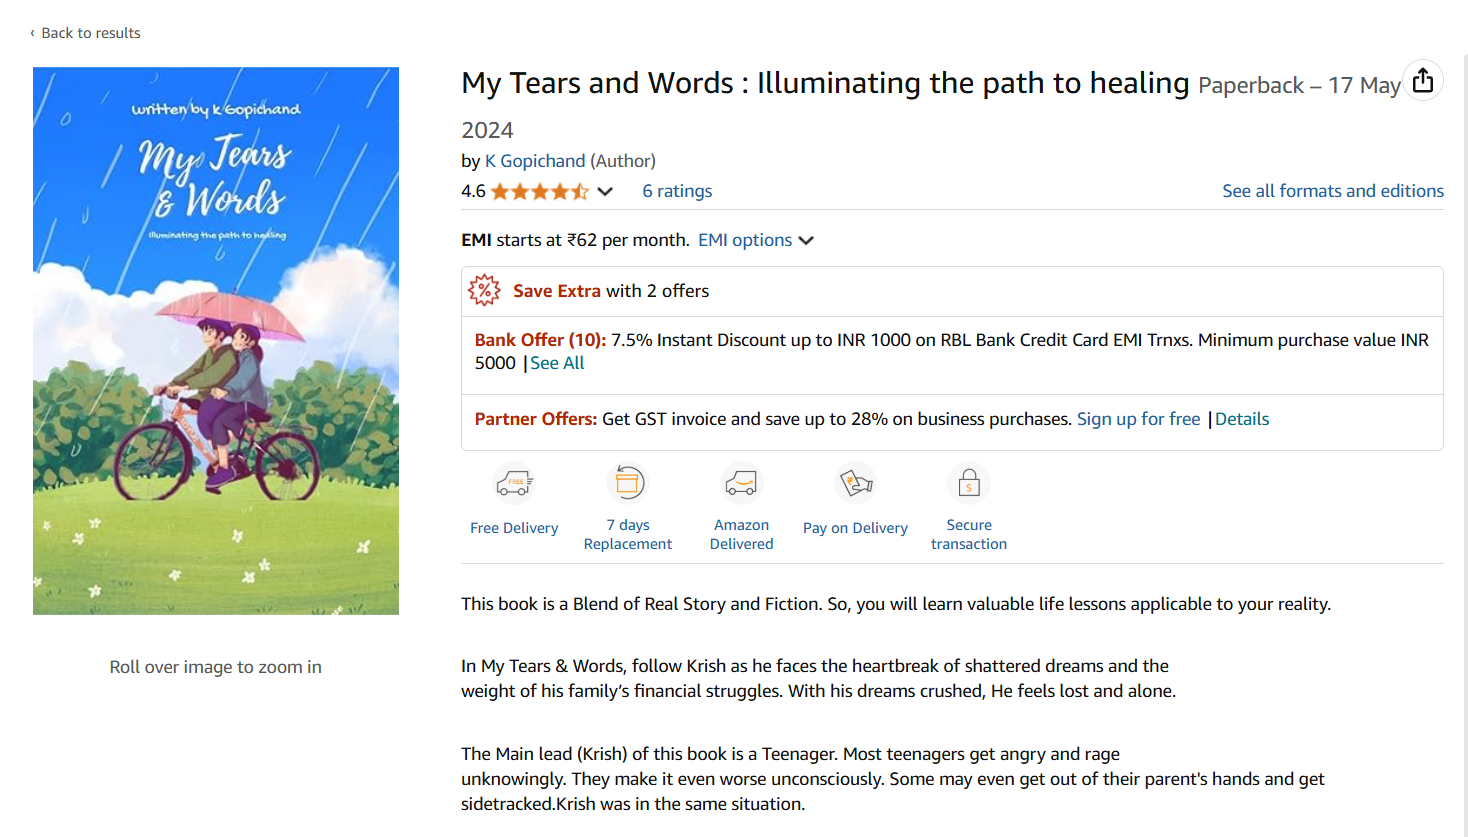 ‹ Back to results
written by K Gopichand
My Tears
& Words
illuminating the path to healing
Roll over image to zoom in
My Tears and Words : Illuminating the path to healing Paperback – 17 May
2024
by K Gopichand (Author)
4.6 6 ratings
See all formats and editions
EMI starts at ₹62 per month. EMI options
Save Extra with 2 offers
Bank Offer (10): 7.5% Instant Discount up to INR 1000 on RBL Bank Credit Card EMI Trnxs. Minimum purchase value INR
5000 | See All
Partner Offers: Get GST invoice and save up to 28% on business purchases. Sign up for free | Details
FREE
Free Delivery
7 days
Replacement
Amazon
Delivered
Pay on Delivery
Secure
transaction
This book is a Blend of Real Story and Fiction. So, you will learn valuable life lessons applicable to your reality.
In My Tears & Words, follow Krish as he faces the heartbreak of shattered dreams and the
weight of his family’s financial struggles. With his dreams crushed, He feels lost and alone.
The Main lead (Krish) of this book is a Teenager. Most teenagers get angry and rage
unknowingly. They make it even worse unconsciously. Some may even get out of their parent's hands and get
sidetracked.Krish was in the same situation.